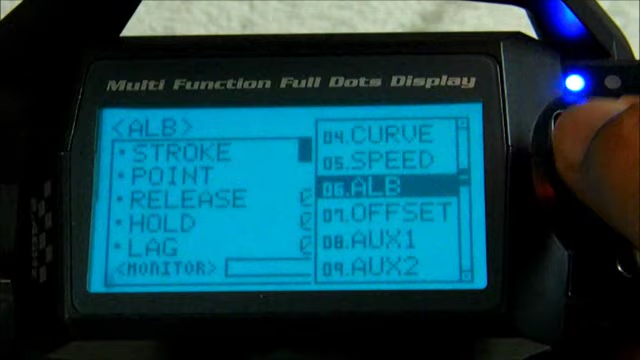 Multi Function Full Dots Display
<ALB>
・STROKE
・POINT
・RELEASE
・HOLD
・LAG
<MONITOR>
04.CURVE
05.SPEED
06.ALB
07.OFFSET
08.AUX1
09.AUX2